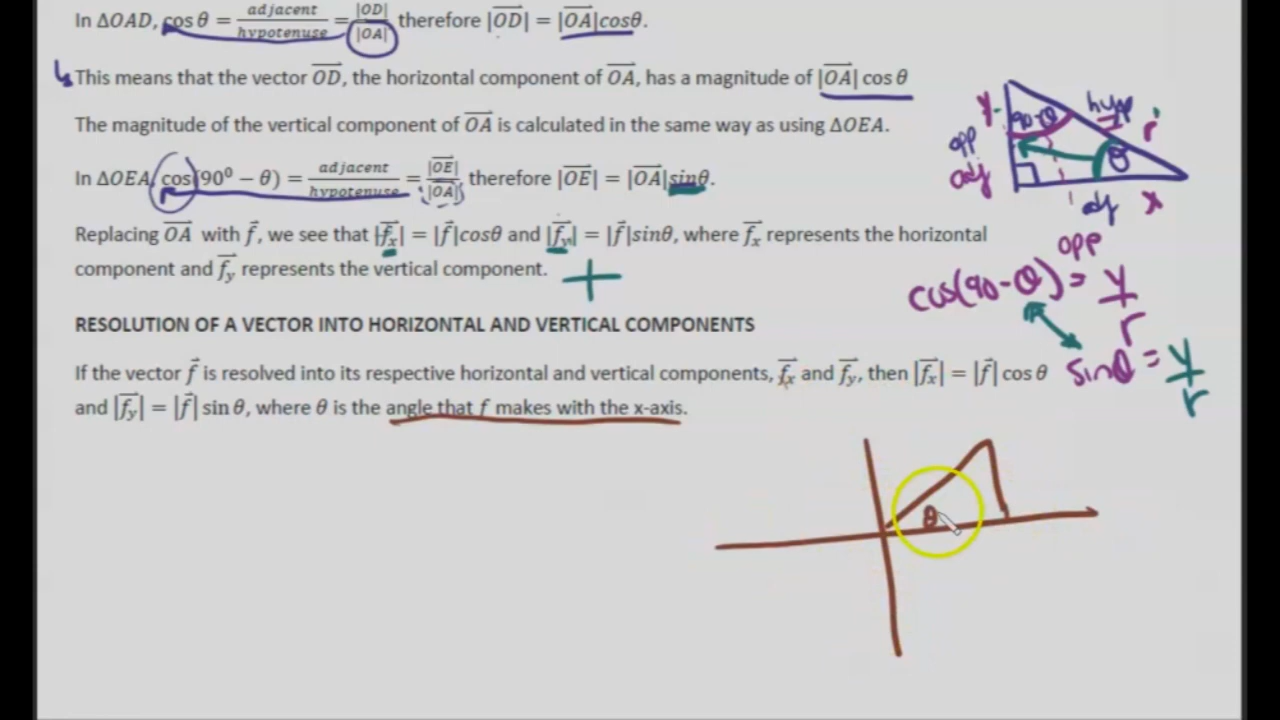 In ΔOAD, cos θ = adjacent/hypotenuse = |OD|/|OA| therefore |OD| = |OA|cosθ.
This means that the vector OD, the horizontal component of OA, has a magnitude of |OA| cos θ
The magnitude of the vertical component of OA is calculated in the same way as using ΔOEA.
In ΔOEA, cos(90⁰ − θ) = adjacent/hypotenuse = |OE|/|OA| therefore |OE| = |OA|sinθ.
Replacing OA with f, we see that |fx| = |f|cosθ and |fy| = |f|sinθ, where fx represents the horizontal
component and fy represents the vertical component.
RESOLUTION OF A VECTOR INTO HORIZONTAL AND VERTICAL COMPONENTS
If the vector f is resolved into its respective horizontal and vertical components, fx and fy, then |fx| = |f| cos θ
and |fy| = |f| sin θ, where θ is the angle that f makes with the x-axis.
y
90-θ
hyp
r
opp
adj
θ
adj
x
opp
cos(90-θ) = y/r
sinθ = y/r
θ